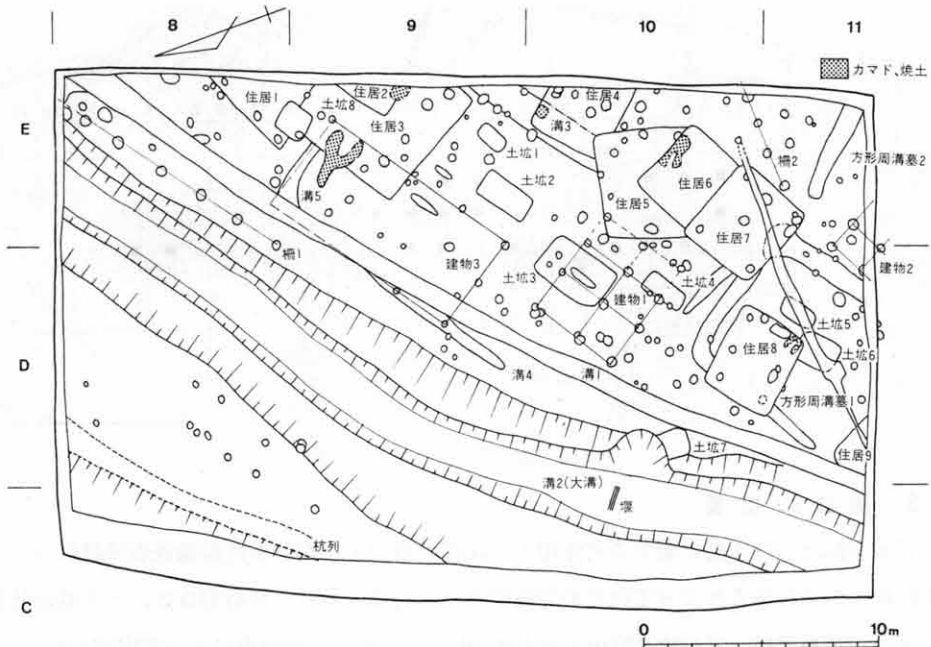 8 9 10 11
カマド、焼土
E
D
C
住居1
土坑8
住居2
住居3
溝5
柵1
土坑1
土坑2
溝3
住居4
住居5
住居6
住居7
柵2
方形周溝墓2
建物2
建物3
土坑3
建物1
土坑4
溝4
溝1
住居8
土坑5
土坑6
方形周溝墓1
住居9
土坑7
溝2(大溝)
堰
杭列
0 10m